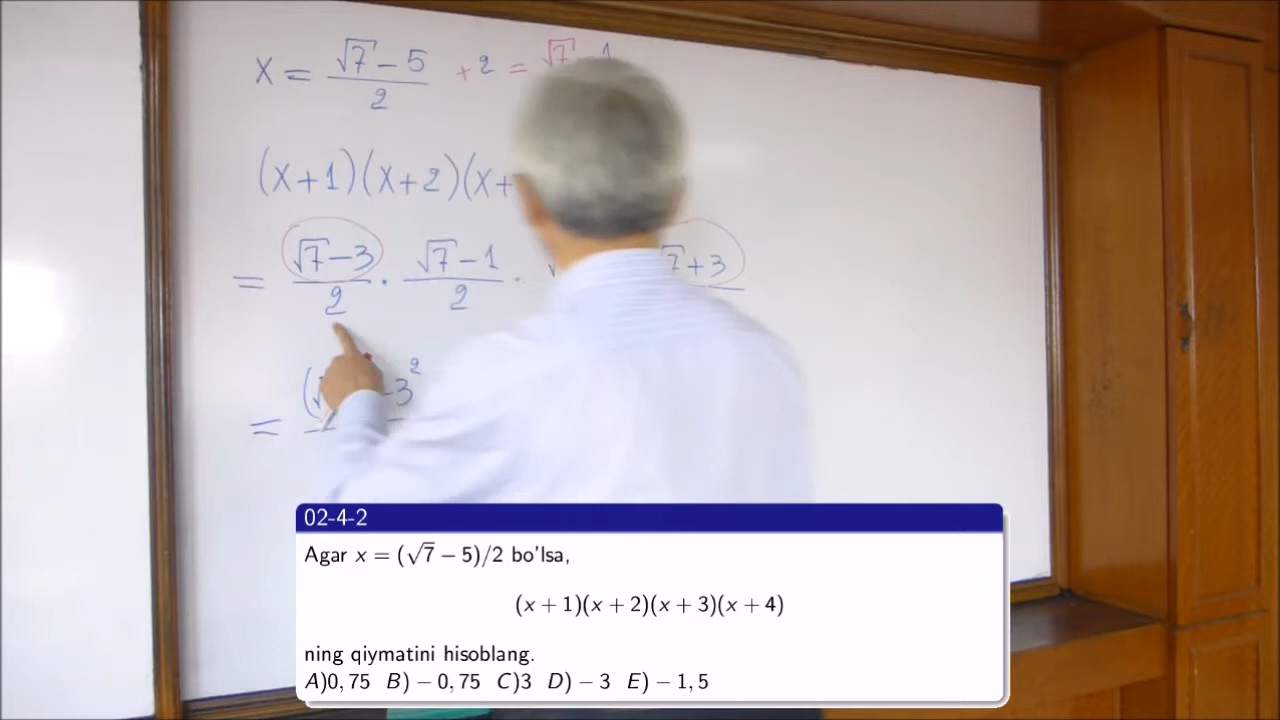 x = (√7 − 5)/2 + 2 = √7 1
(x+1)(x+2)(x+
= (√7−3)/2 · (√7−1)/2 · 7+3
= ( −3²
02-4-2
Agar x = (√7 − 5)/2 bo'lsa,
(x + 1)(x + 2)(x + 3)(x + 4)
ning qiymatini hisoblang.
A)0,75 B) − 0,75 C)3 D) − 3 E) − 1,5